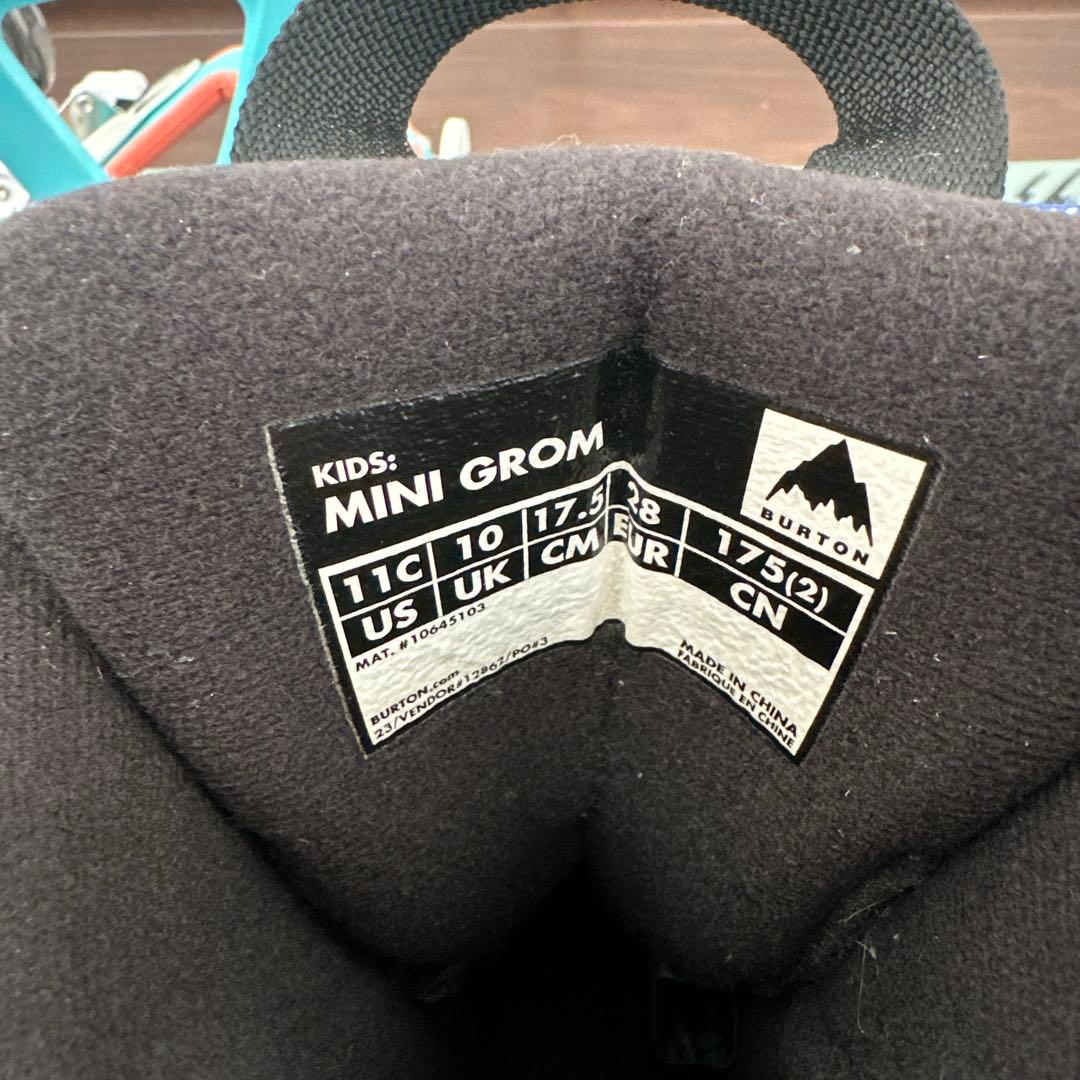 KIDS:
MINI GROM
BURTON
11C 10 17.5 28 175(2)
US UK CM EUR CN
MAT. #10645103
BURTON.com
23/VENDOR#12862/PO#3
MADE IN CHINA
FABRIQUE EN CHINE